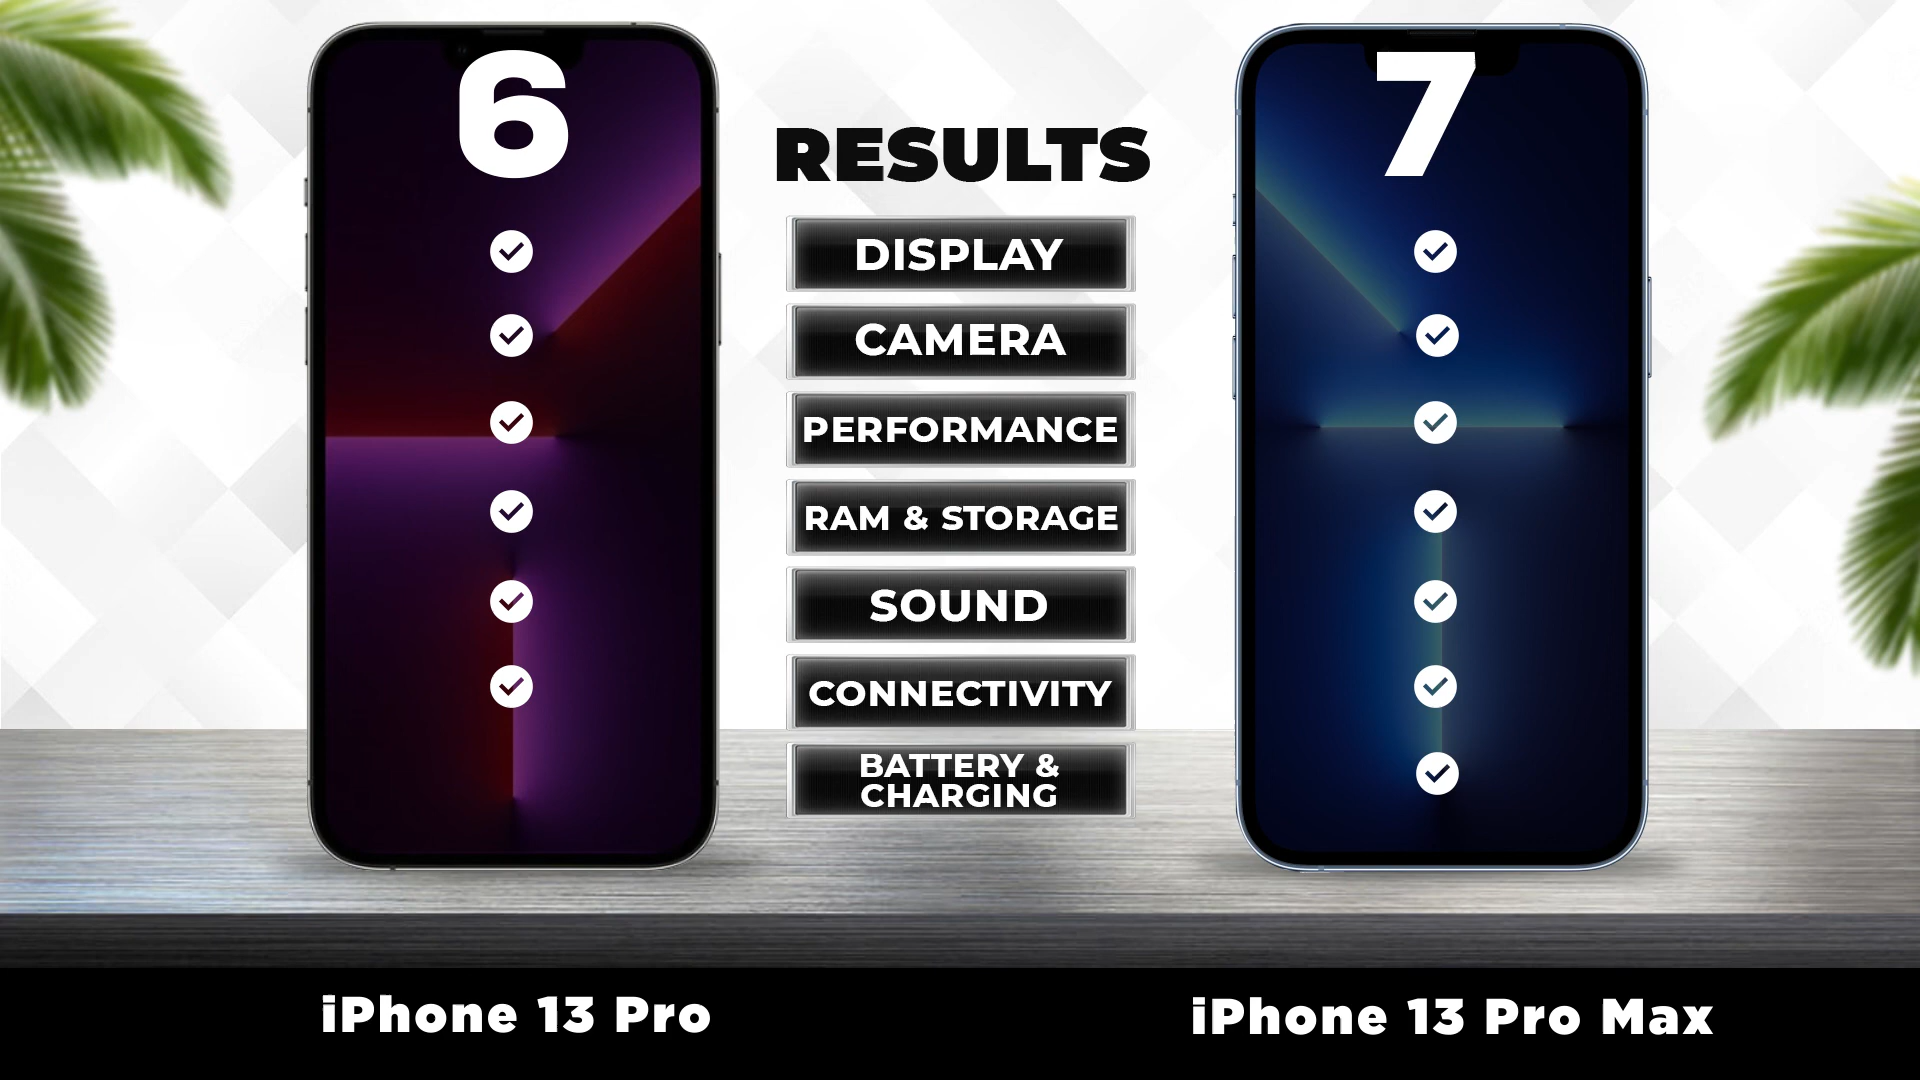 6
7
RESULTS
DISPLAY
CAMERA
PERFORMANCE
RAM & STORAGE
SOUND
CONNECTIVITY
BATTERY &
CHARGING
iPhone 13 Pro
iPhone 13 Pro Max